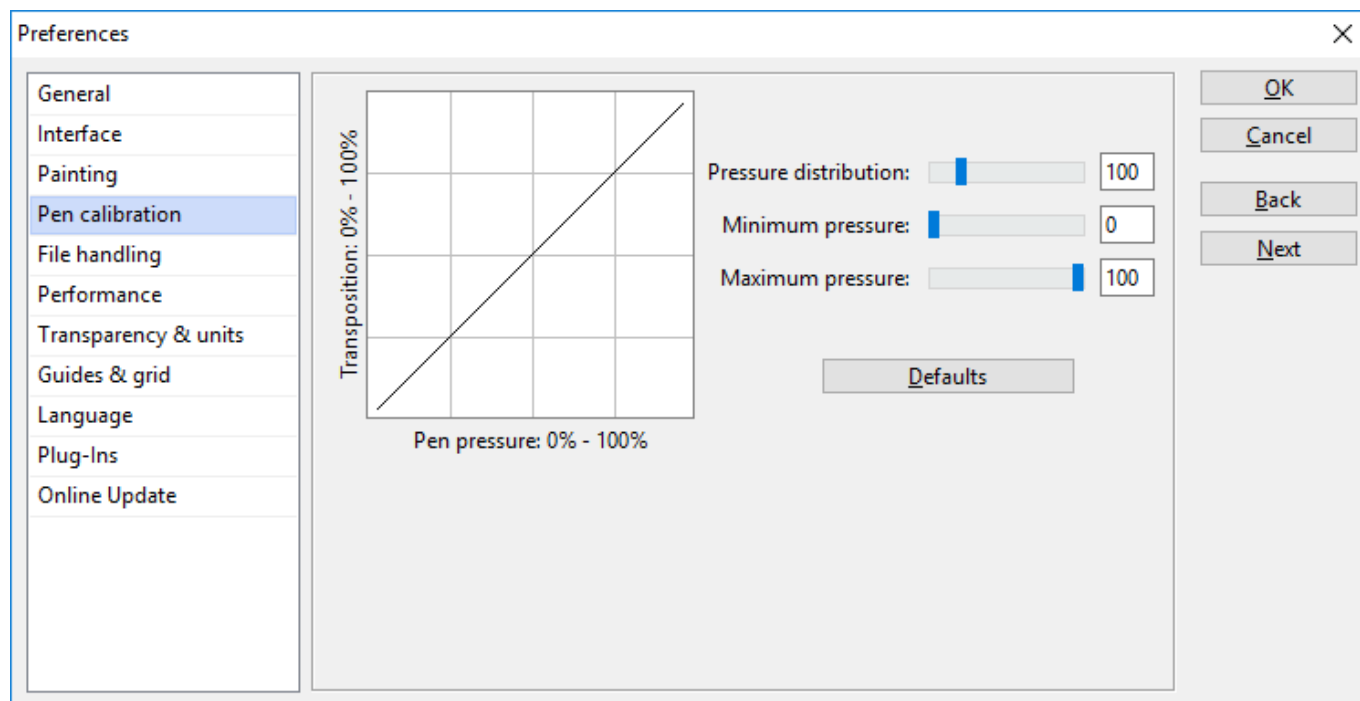 Preferences
General
Interface
Painting
Pen calibration
File handling
Performance
Transparency & units
Guides & grid
Language
Plug-Ins
Online Update
Transposition: 0% - 100%
Pen pressure: 0% - 100%
Pressure distribution: 100
Minimum pressure: 0
Maximum pressure: 100
Defaults
OK
Cancel
Back
Next